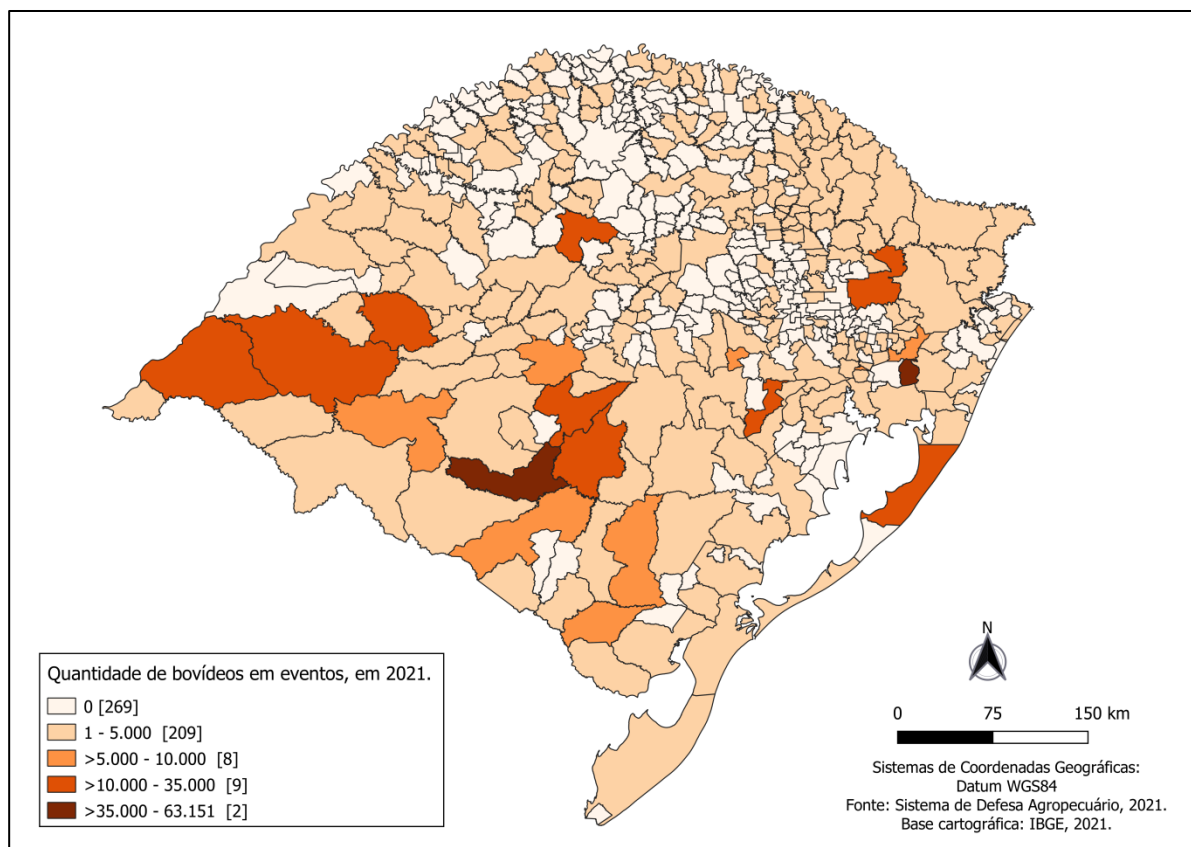 Quantidade de bovídeos em eventos, em 2021.
0 [269]
1 - 5.000 [209]
>5.000 - 10.000 [8]
>10.000 - 35.000 [9]
>35.000 - 63.151 [2]
N
0 75 150 km
Sistemas de Coordenadas Geográficas:
Datum WGS84
Fonte: Sistema de Defesa Agropecuário, 2021.
Base cartográfica: IBGE, 2021.